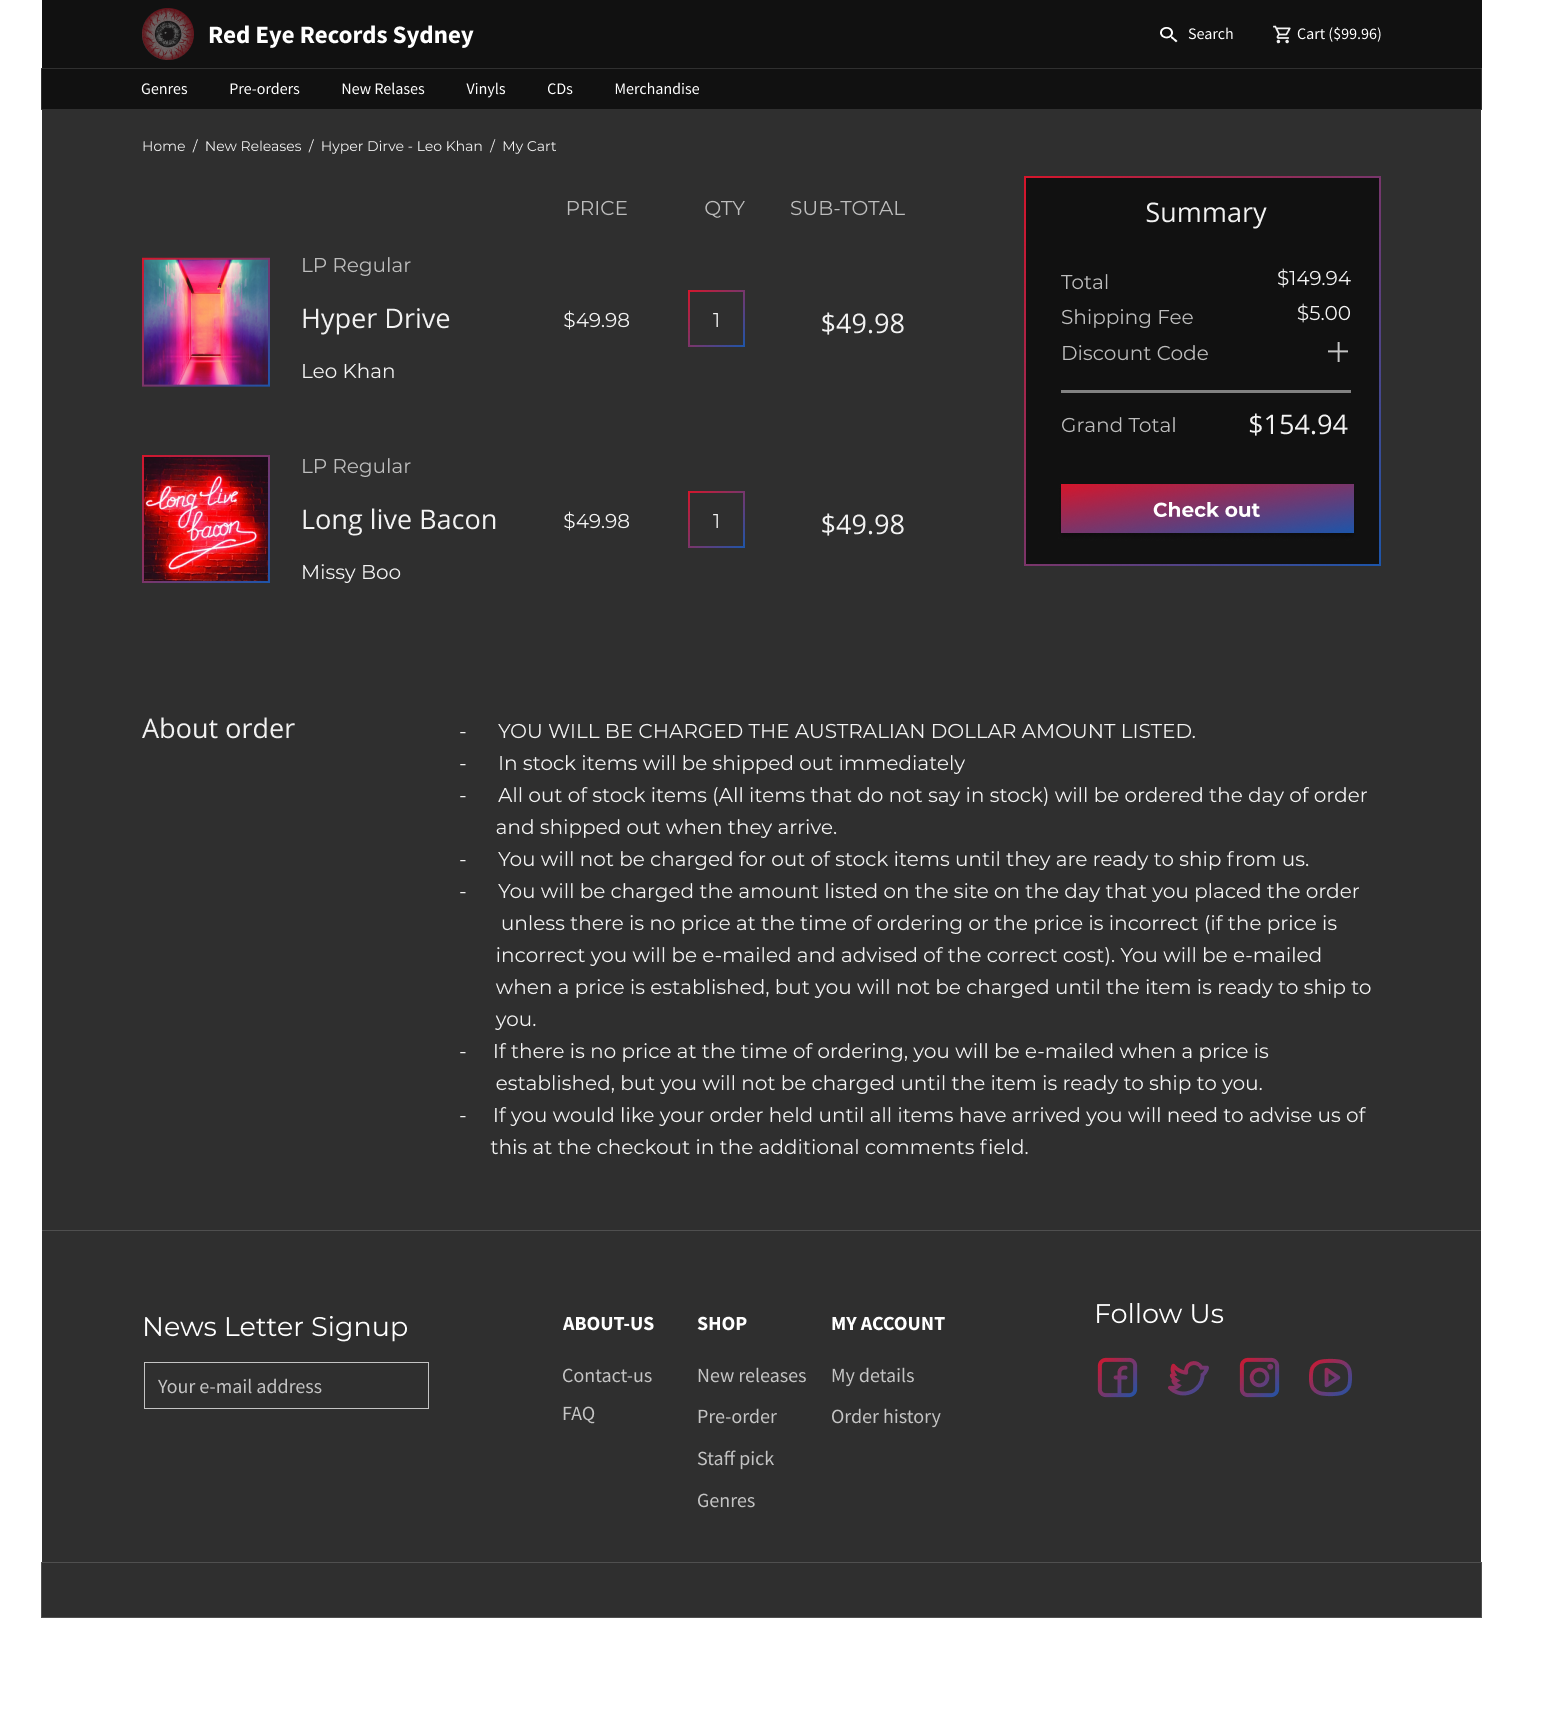 Red Eye Records Sydney
Search
Cart ($99.96)
Genres
Pre-orders
New Relases
Vinyls
CDs
Merchandise
Home / New Releases / Hyper Dirve - Leo Khan / My Cart
PRICE
QTY
SUB-TOTAL
LP Regular
Hyper Drive
Leo Khan
$49.98
1
$49.98
long live
bacon
LP Regular
Long live Bacon
Missy Boo
$49.98
1
$49.98
Summary
Total
$149.94
Shipping Fee
$5.00
Discount Code
Grand Total
$154.94
Check out
About order
- YOU WILL BE CHARGED THE AUSTRALIAN DOLLAR AMOUNT LISTED.
- In stock items will be shipped out immediately
- All out of stock items (All items that do not say in stock) will be ordered the day of order
and shipped out when they arrive.
- You will not be charged for out of stock items until they are ready to ship from us.
- You will be charged the amount listed on the site on the day that you placed the order
unless there is no price at the time of ordering or the price is incorrect (if the price is
incorrect you will be e-mailed and advised of the correct cost). You will be e-mailed
when a price is established, but you will not be charged until the item is ready to ship to
you.
- If there is no price at the time of ordering, you will be e-mailed when a price is
established, but you will not be charged until the item is ready to ship to you.
- If you would like your order held until all items have arrived you will need to advise us of
this at the checkout in the additional comments field.
News Letter Signup
Your e-mail address
ABOUT-US
Contact-us
FAQ
SHOP
New releases
Pre-order
Staff pick
Genres
MY ACCOUNT
My details
Order history
Follow Us